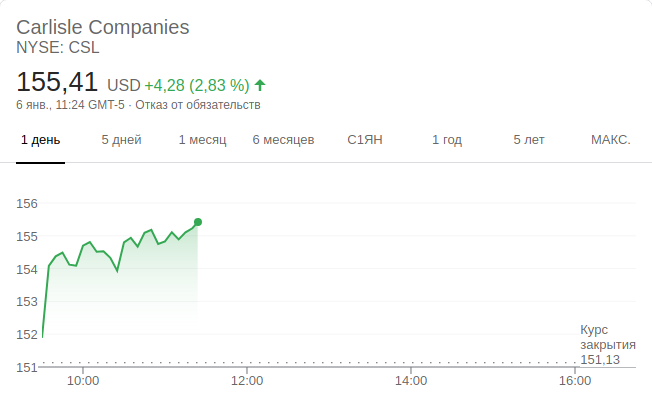 Carlisle Companies
NYSE: CSL
155,41 USD +4,28 (2,83 %)
6 янв., 11:24 GMT-5 · Отказ от обязательств
1 день 5 дней 1 месяц 6 месяцев С1ЯН 1 год 5 лет МАКС.
156
155
154
153
152
Курс
закрытия
151,13
151
10:00 12:00 14:00 16:00